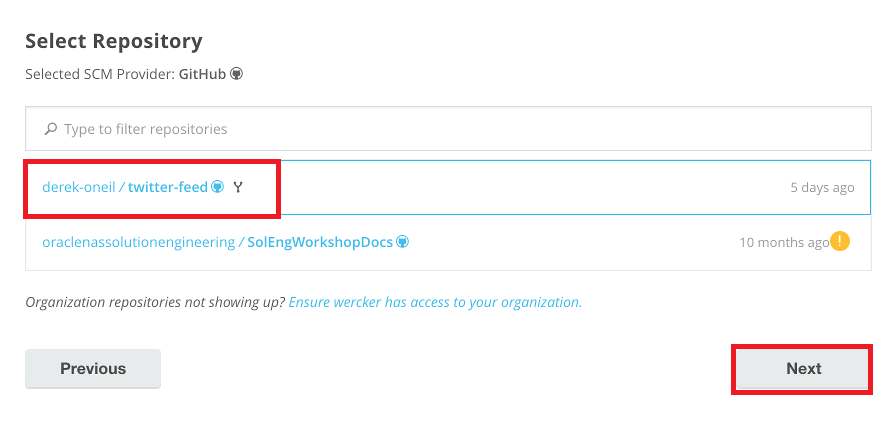 Select Repository
Selected SCM Provider: GitHub
Type to filter repositories
derek-oneil / twitter-feed 5 days ago
oraclenassolutionengineering / SolEngWorkshopDocs 10 months ago !
Organization repositories not showing up? Ensure wercker has access to your organization.
Previous Next